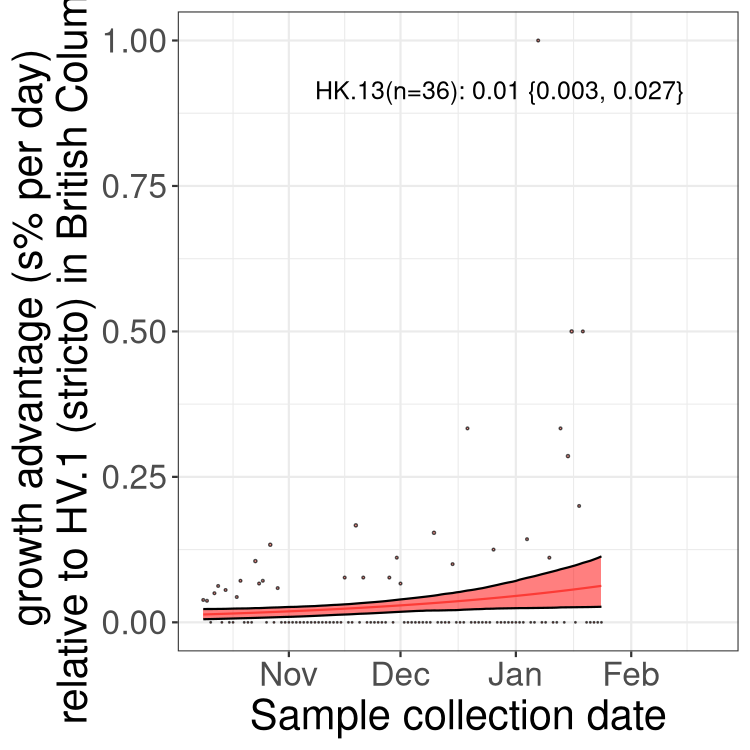 growth advantage (s% per day)
relative to HV.1 (stricto) in British Colum
1.00
0.75
0.50
0.25
0.00
HK.13(n=36): 0.01 {0.003, 0.027}
Nov Dec Jan Feb
Sample collection date